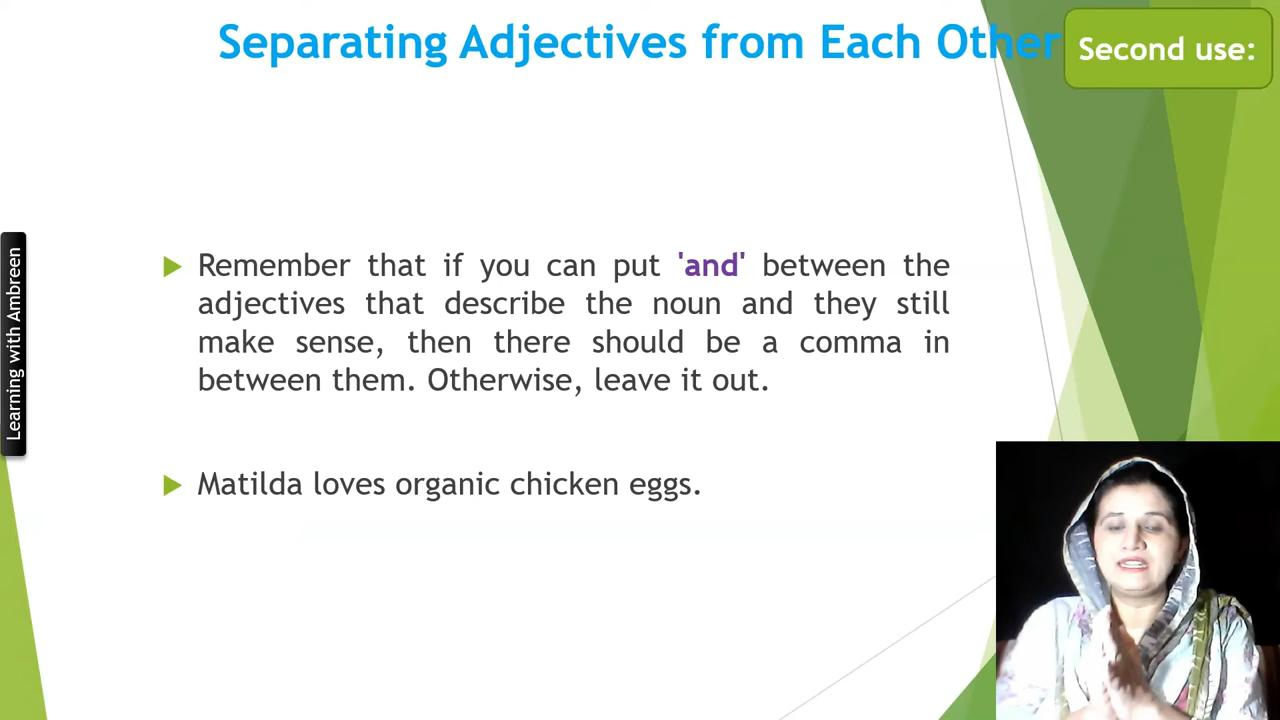 Separating Adjectives from Each Other
Second use:
Learning with Ambreen
Remember that if you can put 'and' between the
adjectives that describe the noun and they still
make sense, then there should be a comma in
between them. Otherwise, leave it out.
Matilda loves organic chicken eggs.